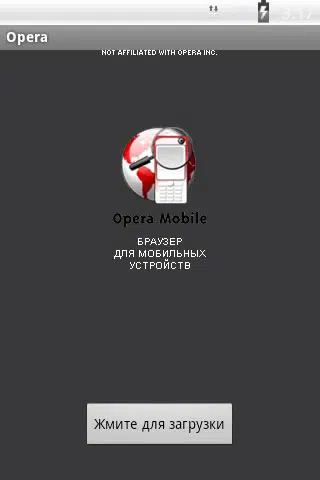 3:17
Opera
NOT AFFILIATED WITH OPERA INC.
Opera Mobile
БРАУЗЕР
ДЛЯ МОБИЛЬНЫХ
УСТРОЙСТВ
Жмите для загрузки